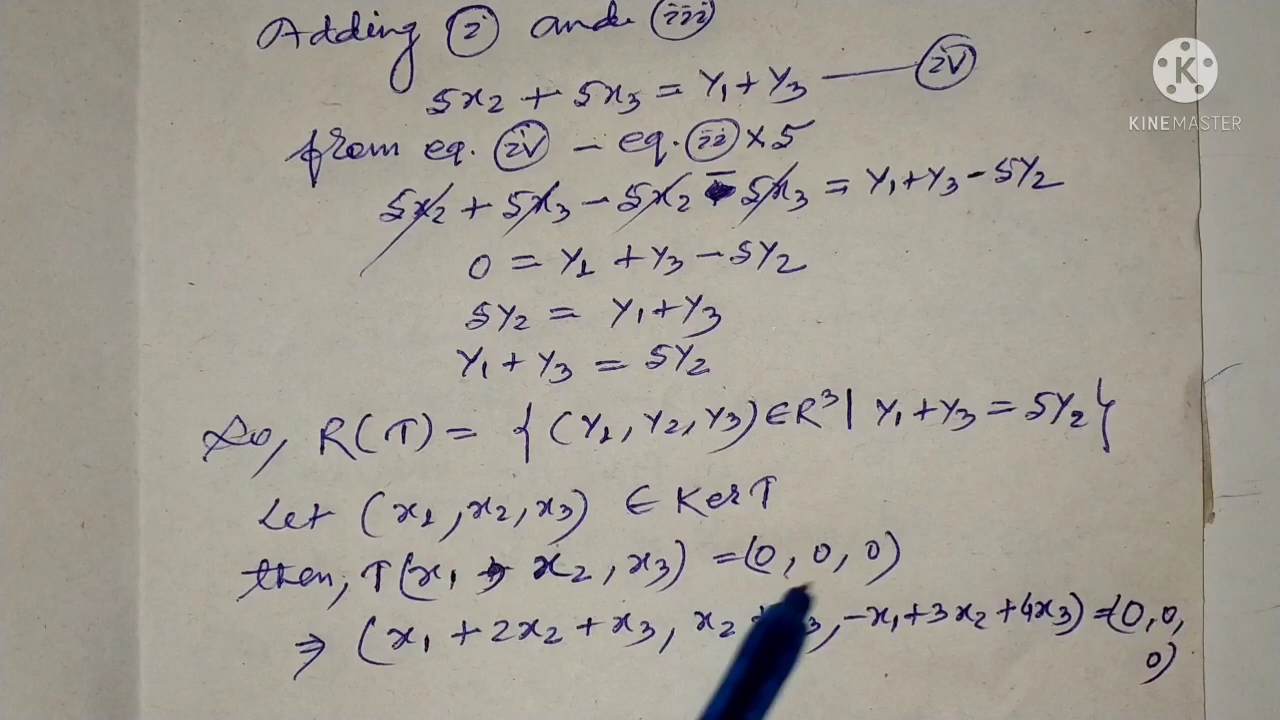 Adding (i) and (iii)
5x₂ + 5x₃ = Y₁ + Y₃ —— (iv)
KINEMASTER
from eq. (iv) - eq. (ii) × 5
5x₂ + 5x₃ - 5x₂ - 5x₃ = Y₁ + Y₃ - 5Y₂
0 = Y₁ + Y₃ - 5Y₂
5Y₂ = Y₁ + Y₃
Y₁ + Y₃ = 5Y₂
So, R(T) = { (Y₁, Y₂, Y₃) ∈ R³ | Y₁ + Y₃ = 5Y₂ }
Let (x₁, x₂, x₃) ∈ Ker T
then, T(x₁, x₂, x₃) = (0, 0, 0)
⇒ (x₁ + 2x₂ + x₃, x₂ 3, -x₁ + 3x₂ + 4x₃) = (0, 0, 0)